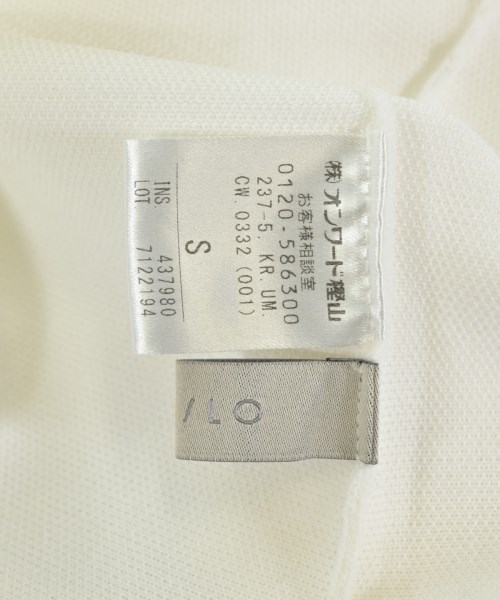 ㈱オンワード樫山
お客様相談室
0120-586300
237-5. KR. UM.
CW. 0332 (001)
S
INS. 437980
LOT 7122194